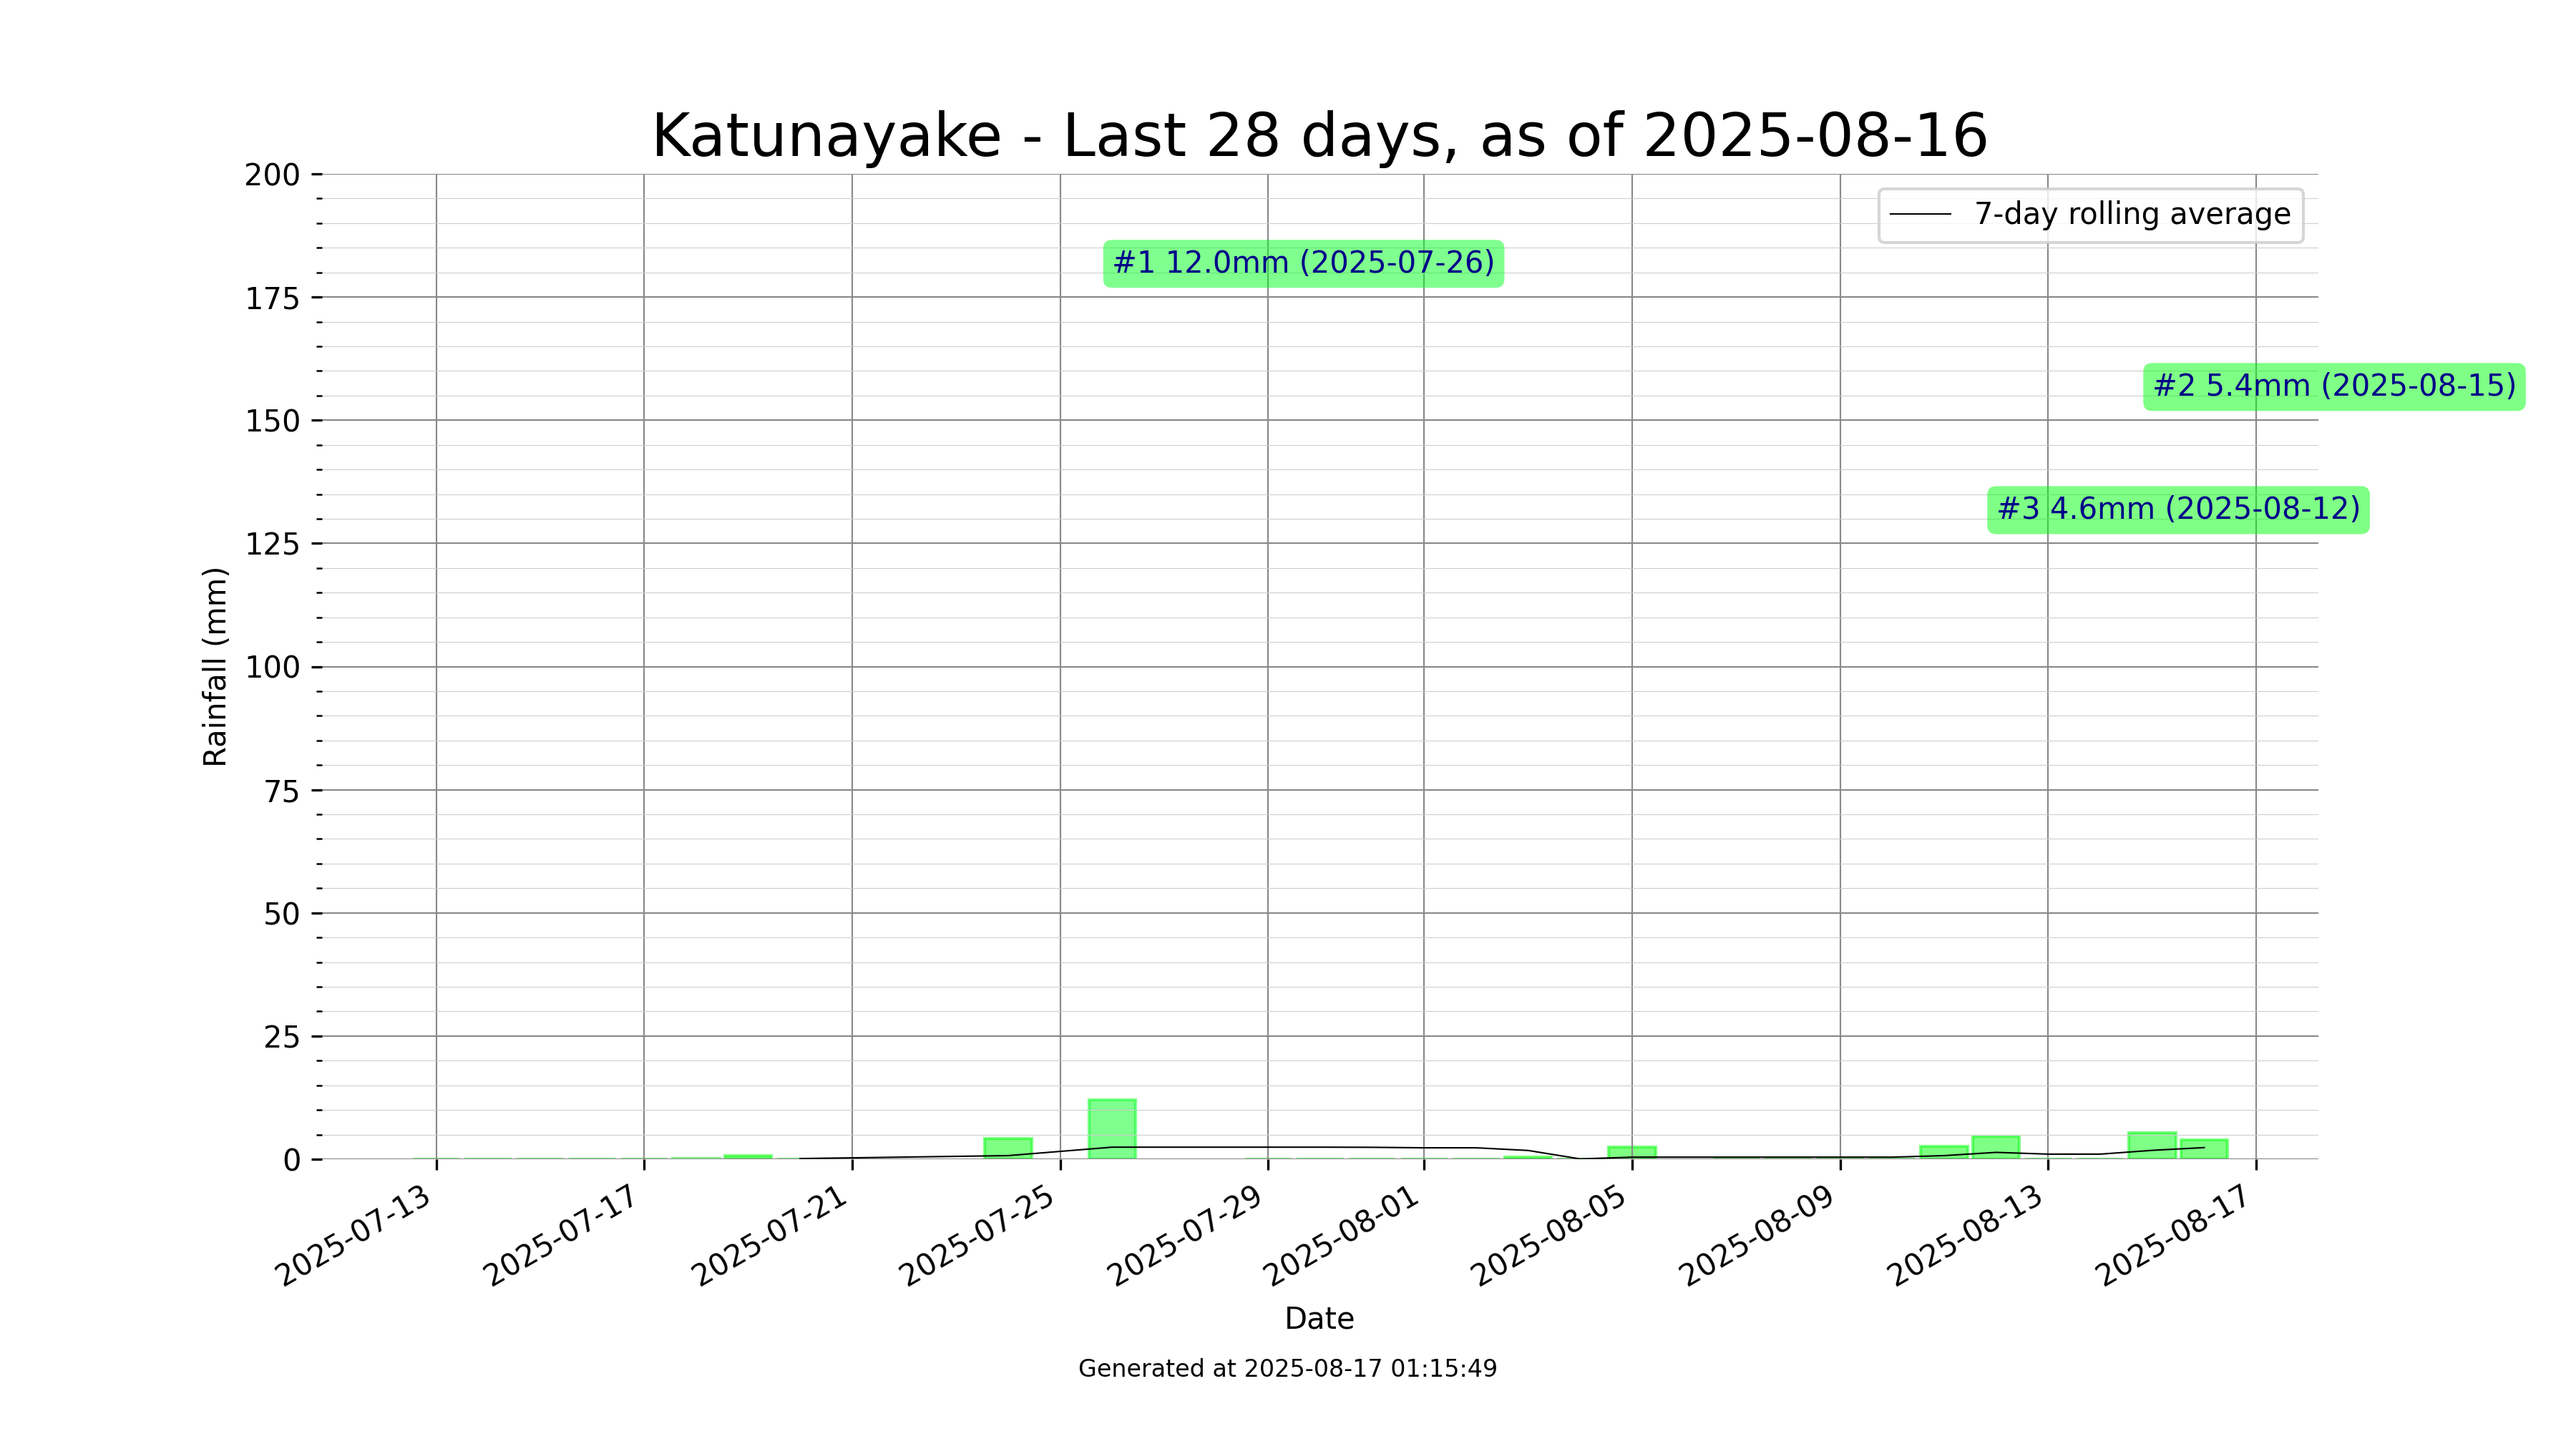 Katunayake - Last 28 days, as of 2025-08-16
200
175
150
125
100
75
50
25
0
Rainfall (mm)
7-day rolling average
#1 12.0mm (2025-07-26)
#2 5.4mm (2025-08-15)
#3 4.6mm (2025-08-12)
2025-07-13
2025-07-17
2025-07-21
2025-07-25
2025-07-29
2025-08-01
2025-08-05
2025-08-09
2025-08-13
2025-08-17
Date
Generated at 2025-08-17 01:15:49